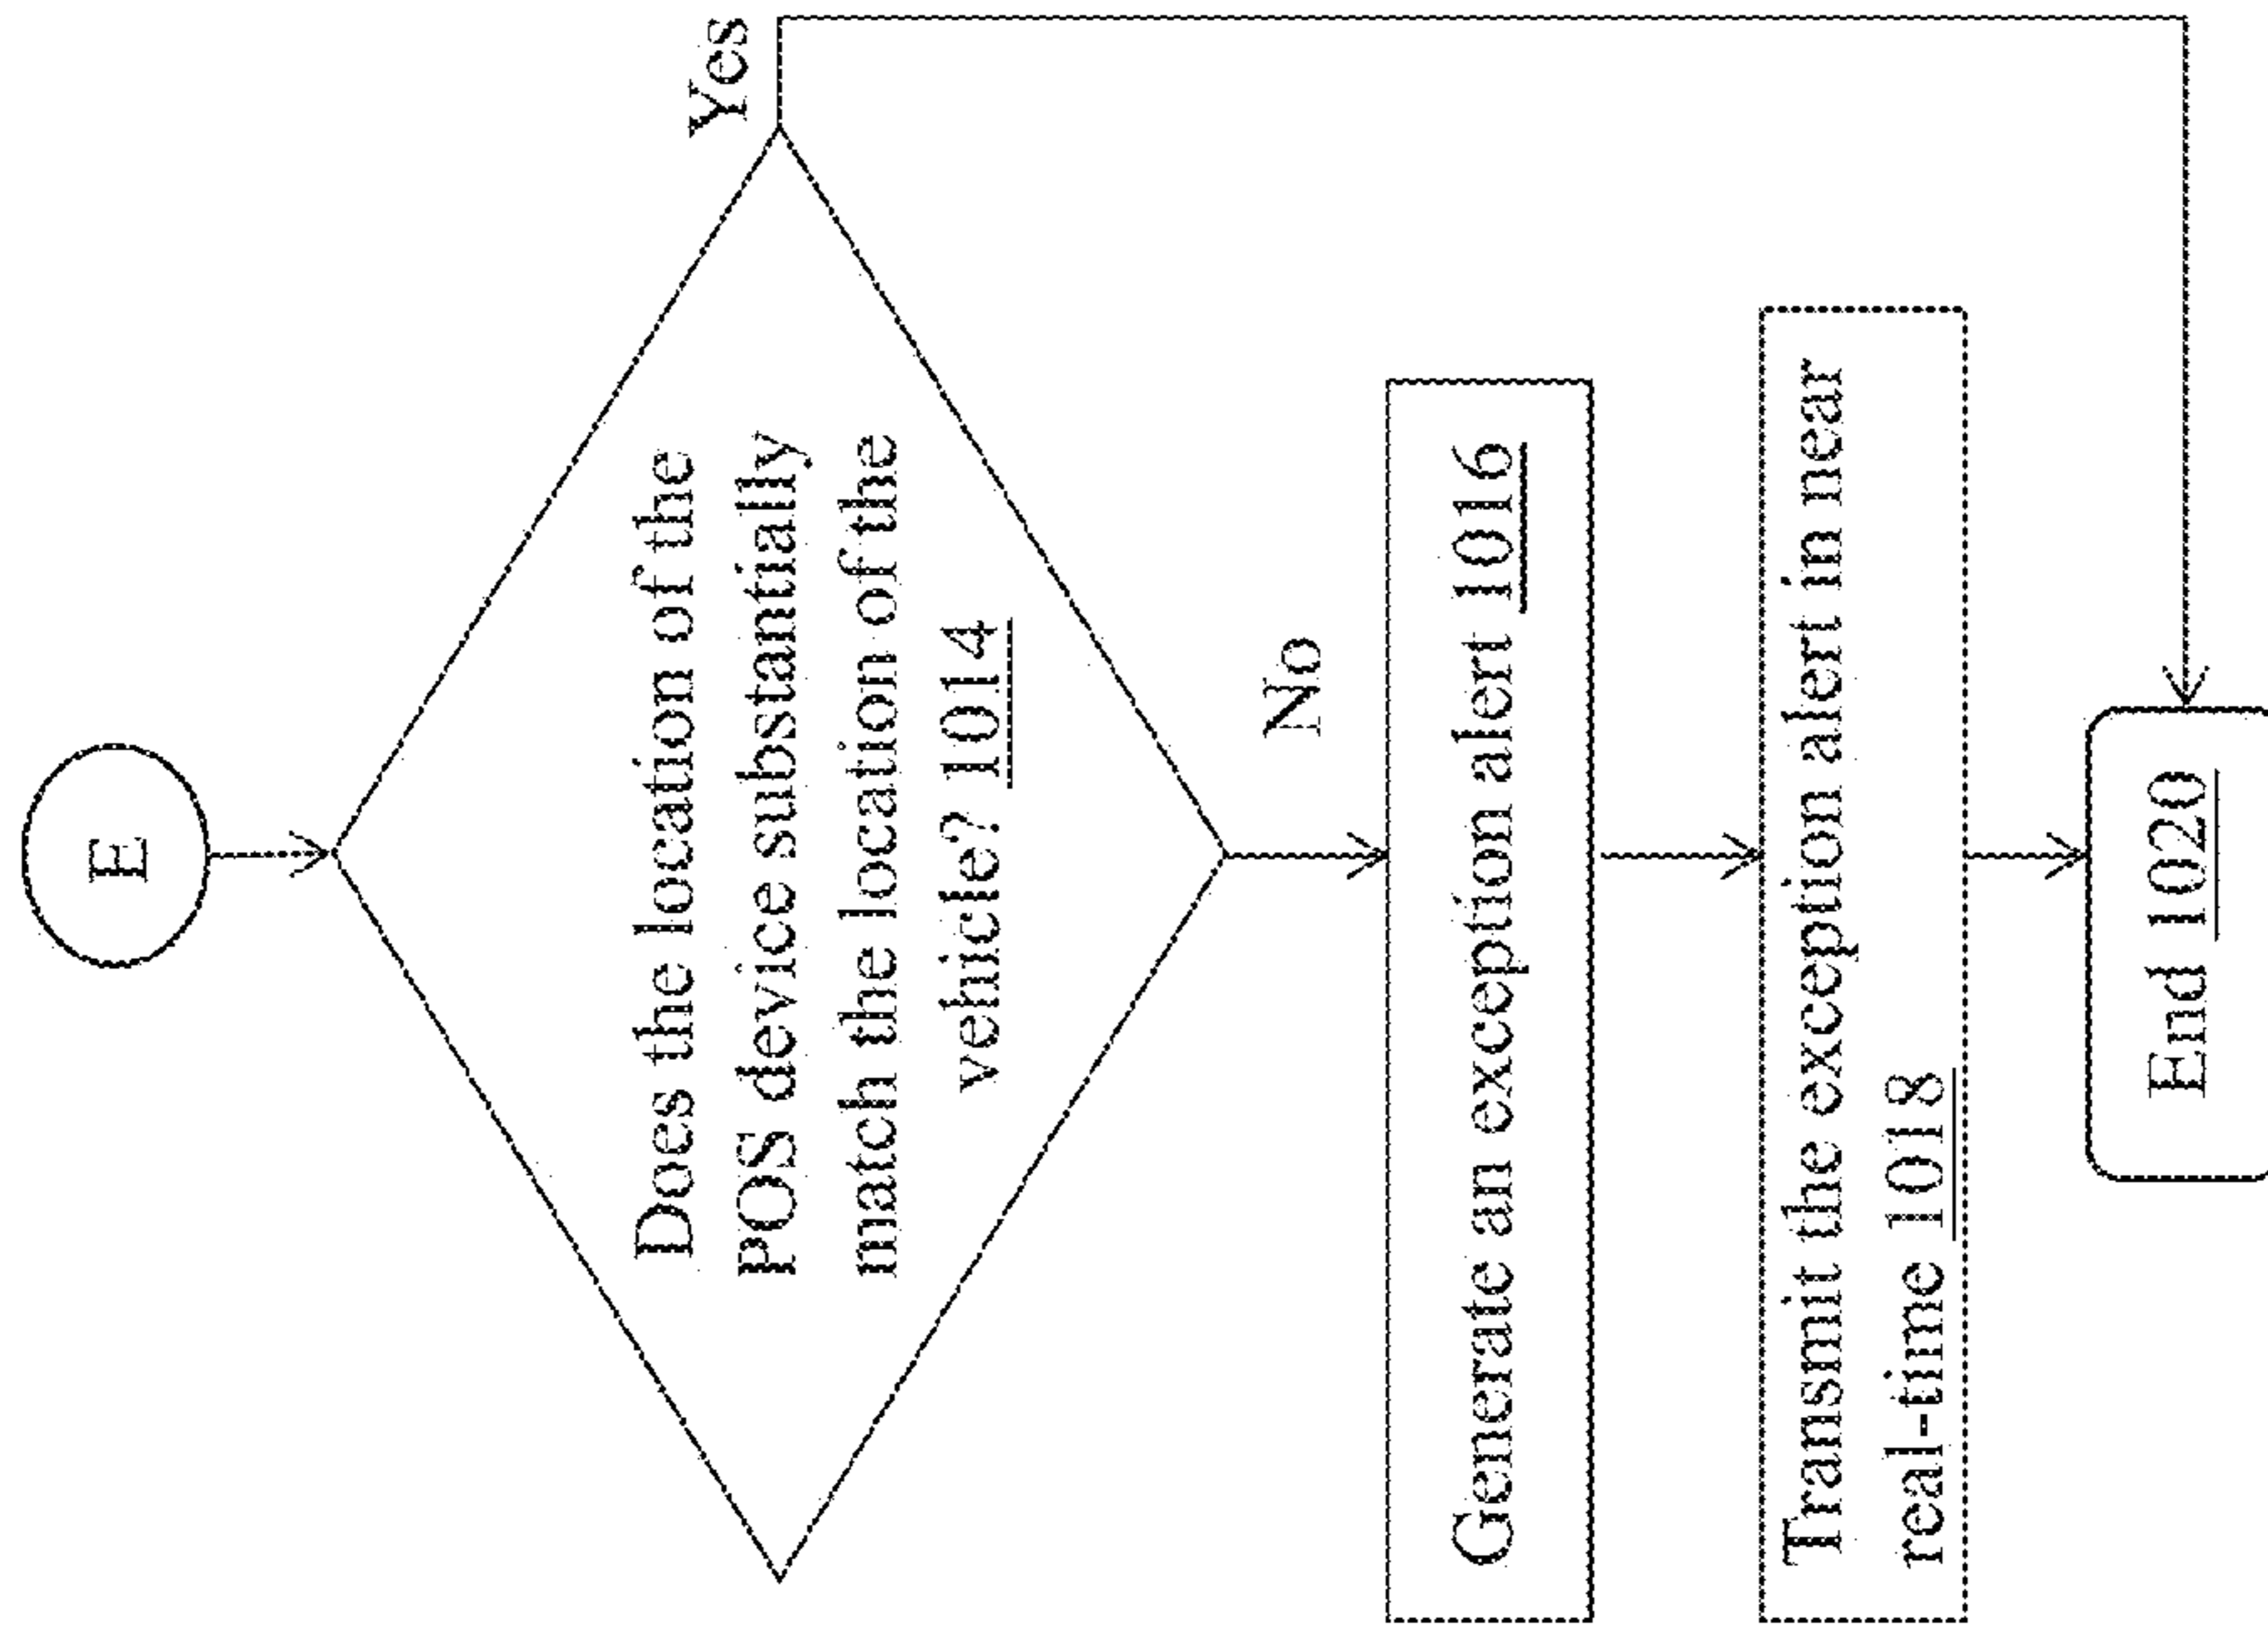 E
Yes
Does the location of the
POS device substantially
match the location of the
vehicle? 1014
No
Generate an exception alert 1016
Transmit the exception alert in near
real-time 1018
End 1020